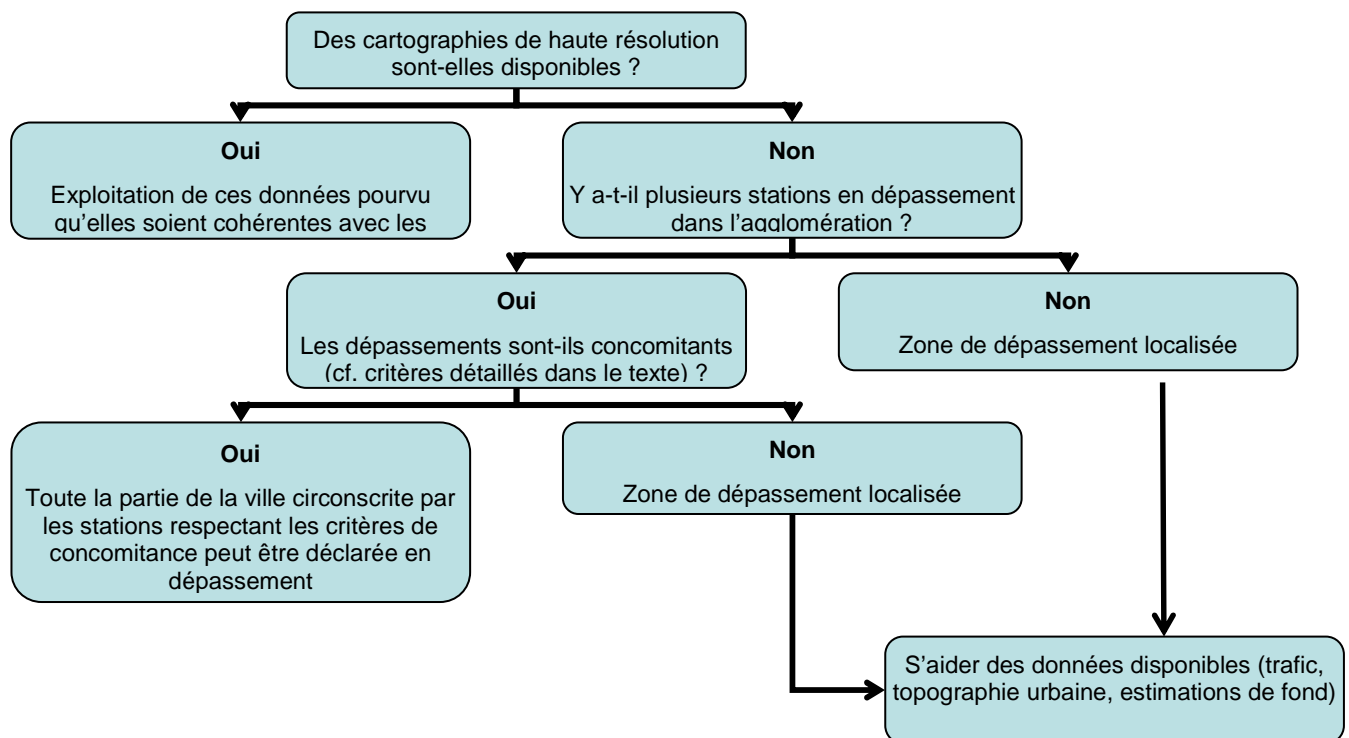 Des cartographies de haute résolution
sont-elles disponibles ?
Oui
Exploitation de ces données pourvu
qu’elles soient cohérentes avec les
Non
Y a-t-il plusieurs stations en dépassement
dans l’agglomération ?
Oui
Les dépassements sont-ils concomitants
(cf. critères détaillés dans le texte) ?
Non
Zone de dépassement localisée
Oui
Toute la partie de la ville circonscrite par
les stations respectant les critères de
concomitance peut être déclarée en
dépassement
Non
Zone de dépassement localisée
S’aider des données disponibles (trafic,
topographie urbaine, estimations de fond)